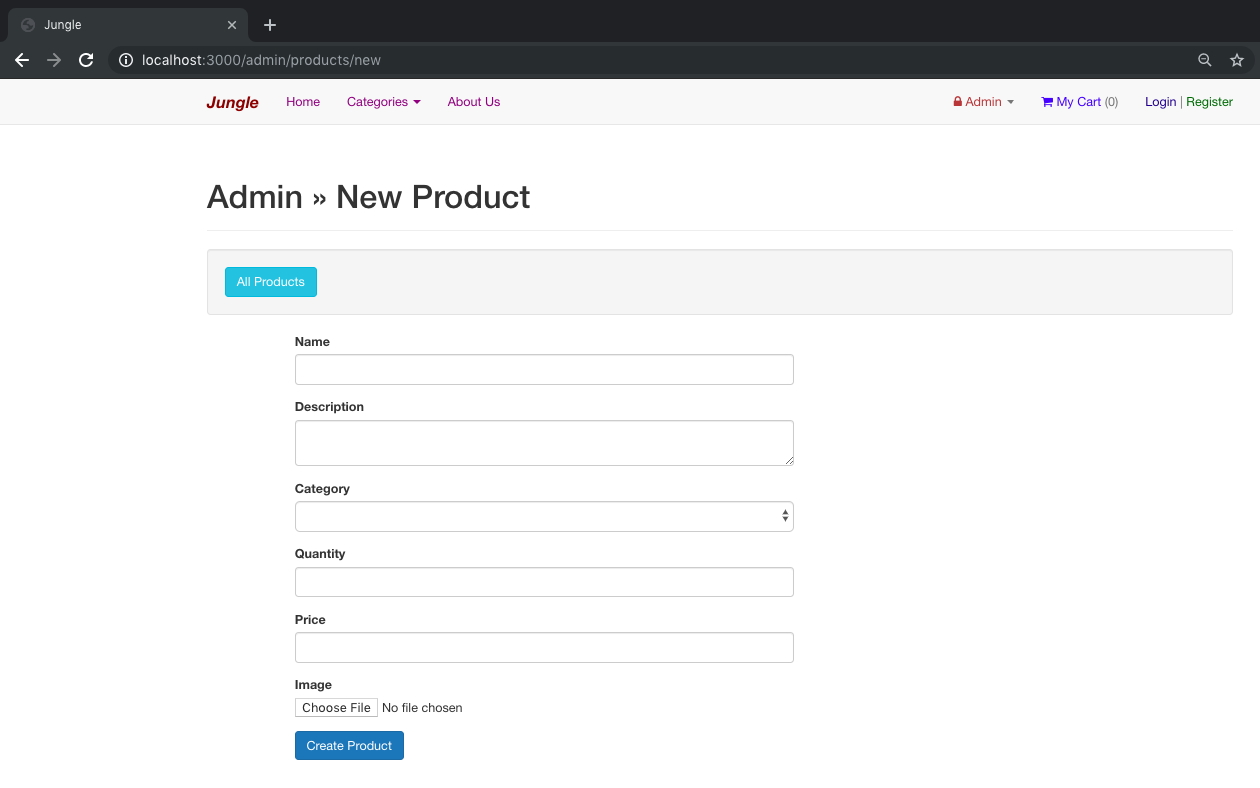 Jungle
localhost:3000/admin/products/new
Jungle Home Categories About Us Admin My Cart (0) Login | Register
Admin » New Product
All Products
Name
Description
Category
Quantity
Price
Image
Choose File No file chosen
Create Product